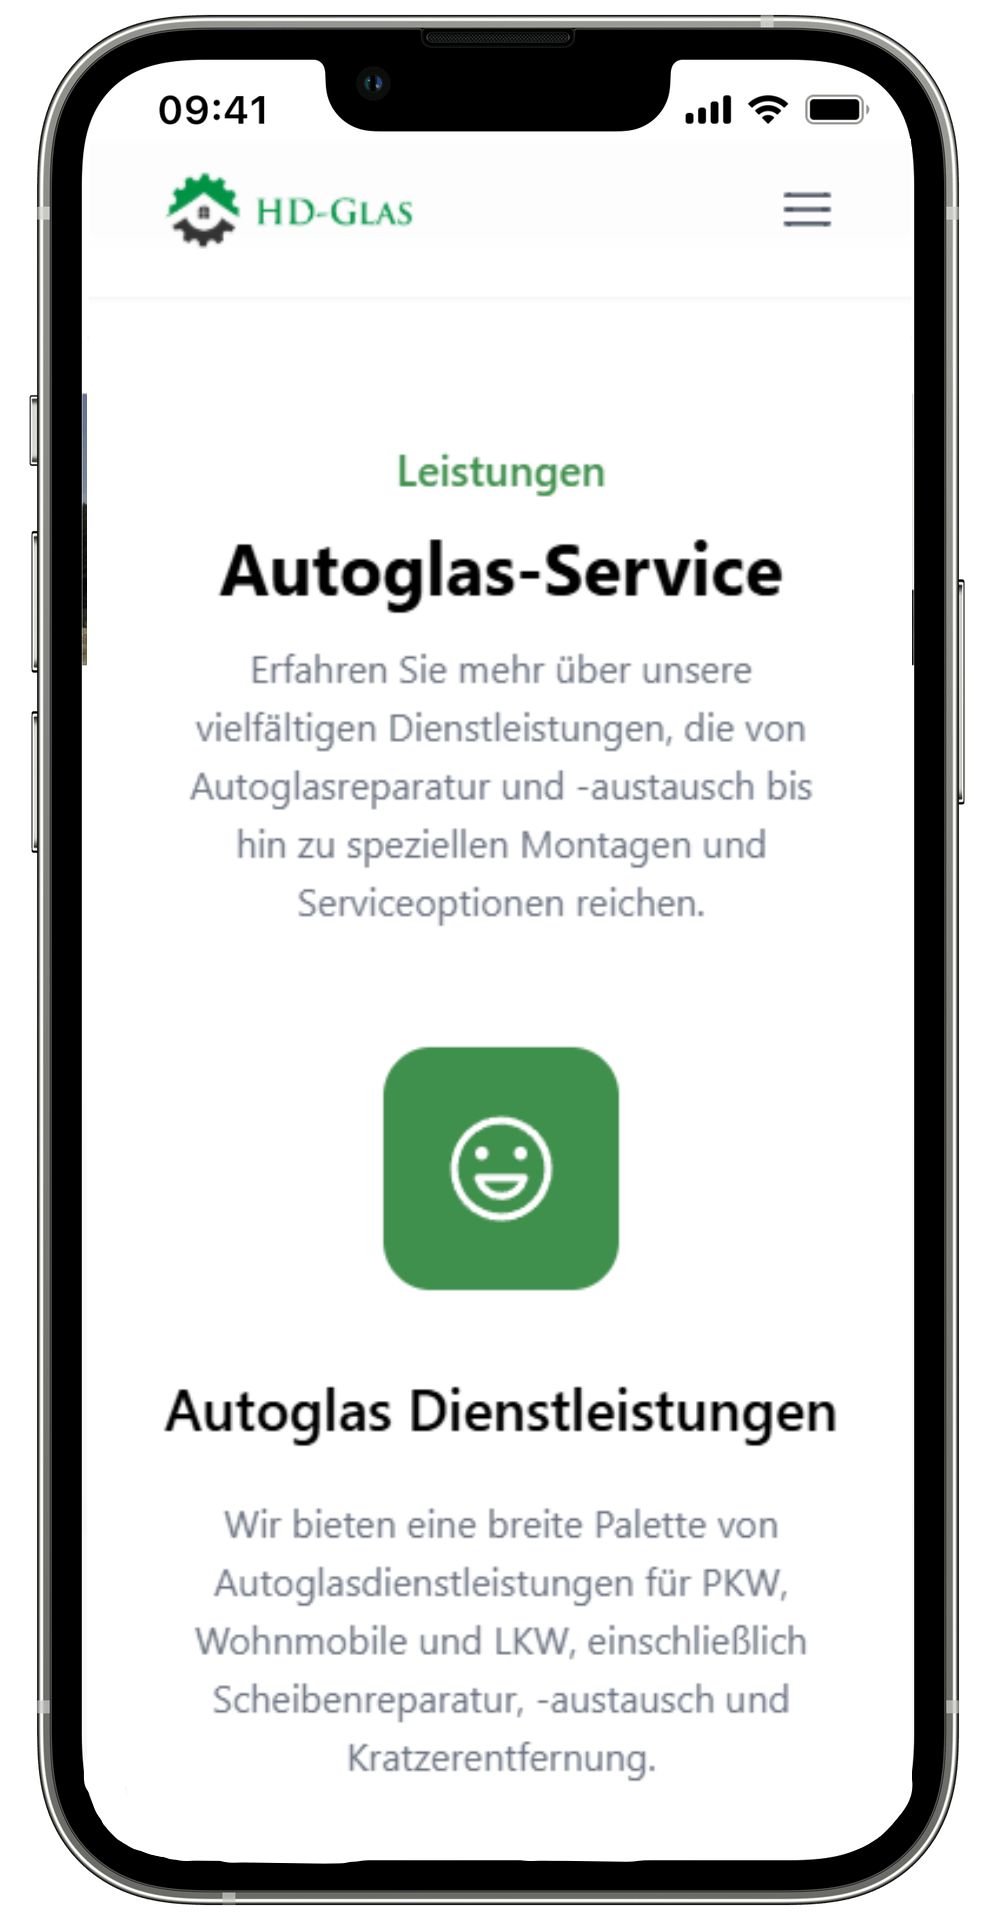 09:41
HD-GLAS
Leistungen
Autoglas-Service
Erfahren Sie mehr über unsere
vielfältigen Dienstleistungen, die von
Autoglasreparatur und -austausch bis
hin zu speziellen Montagen und
Serviceoptionen reichen.
Autoglas Dienstleistungen
Wir bieten eine breite Palette von
Autoglasdienstleistungen für PKW,
Wohnmobile und LKW, einschließlich
Scheibenreparatur, -austausch und
Kratzerentfernung.